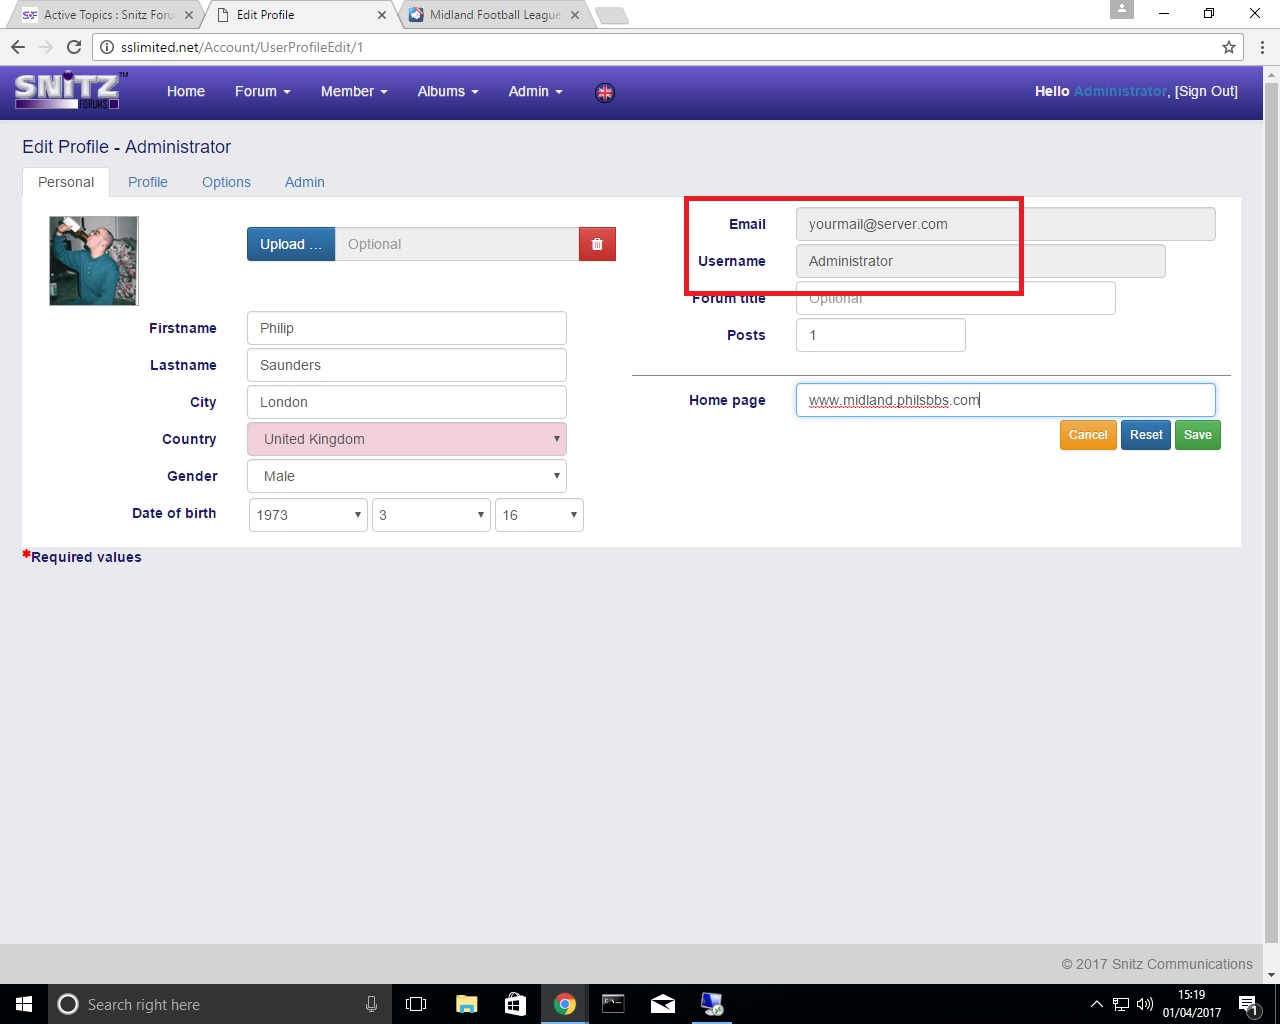 Active Topics : Snitz Foru
Edit Profile
Midland Football League
sslimited.net/Account/UserProfileEdit/1
SNiTZ™
FORUMS
Home
Forum
Member
Albums
Admin
Hello Administrator, [Sign Out]
Edit Profile - Administrator
Personal
Profile
Options
Admin
Upload ...
Optional
Firstname
Philip
Lastname
Saunders
City
London
Country
United Kingdom
Gender
Male
Date of birth
1973
3
16
Email
yourmail@server.com
Username
Administrator
Forum title
Optional
Posts
1
Home page
www.midland.philsbbs.com
Cancel
Reset
Save
*Required values
© 2017 Snitz Communications
Search right here
15:19
01/04/2017
1